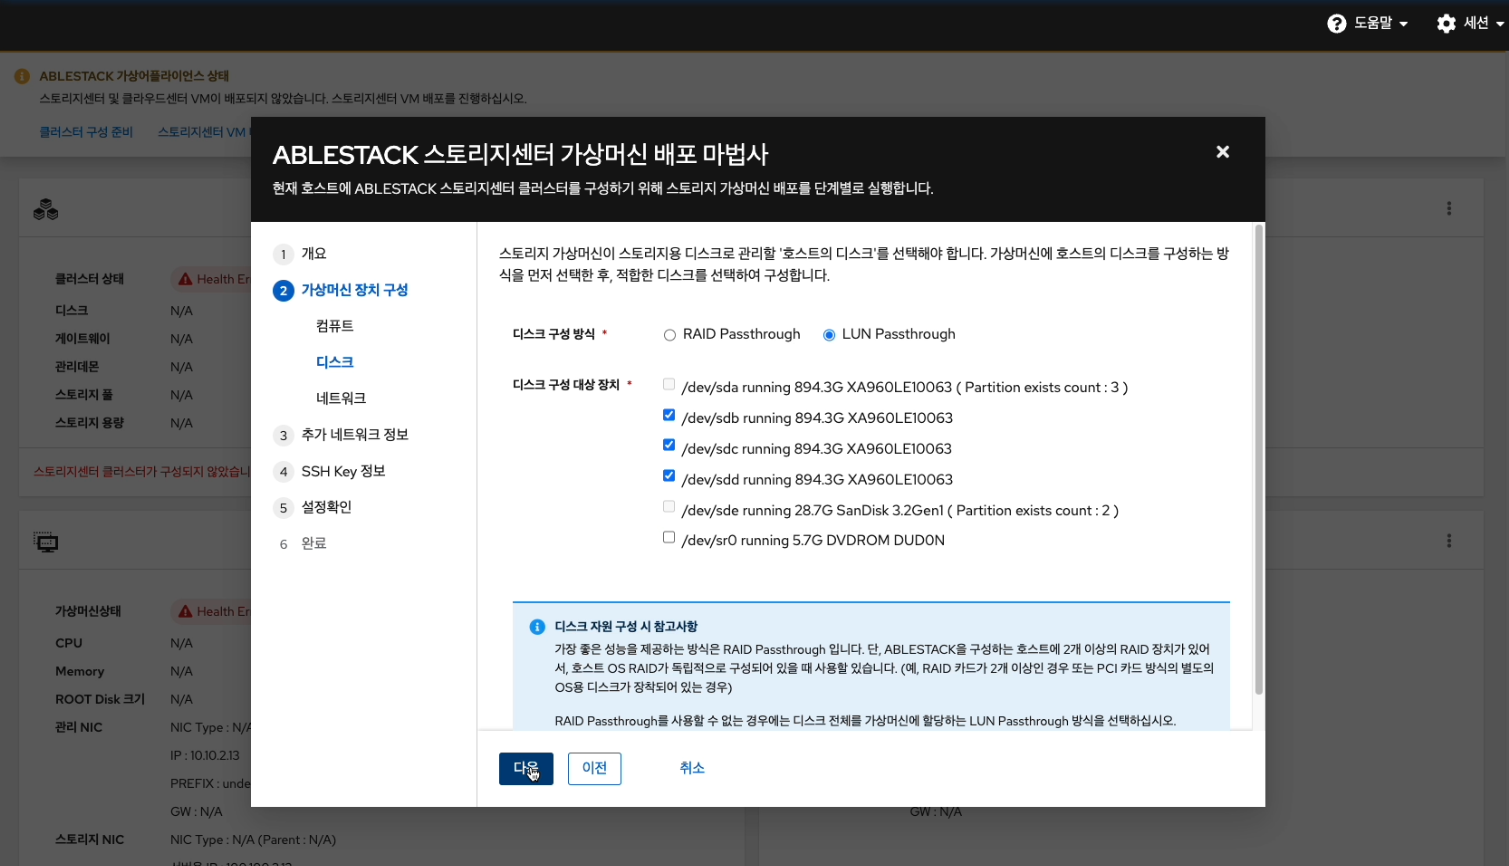 도움말
세션
ABLESTACK 가상어플라이언스 상태
스토리지센터 및 클라우드센터 VM이 배포되지 않았습니다. 스토리지센터 VM 배포를 진행하십시오.
클러스터 구성 준비 스토리지센터 VM
ABLESTACK 스토리지센터 가상머신 배포 마법사
현재 호스트에 ABLESTACK 스토리지센터 클러스터를 구성하기 위해 스토리지 가상머신 배포를 단계별로 실행합니다.
1 개요
2 가상머신 장치 구성
컴퓨트
디스크
네트워크
3 추가 네트워크 정보
4 SSH Key 정보
5 설정확인
6 완료
스토리지 가상머신이 스토리지용 디스크로 관리할 '호스트의 디스크'를 선택해야 합니다. 가상머신에 호스트의 디스크를 구성하는 방
식을 먼저 선택한 후, 적합한 디스크를 선택하여 구성합니다.
디스크 구성 방식 * RAID Passthrough LUN Passthrough
디스크 구성 대상 장치 * /dev/sda running 894.3G XA960LE10063 ( Partition exists count : 3 )
/dev/sdb running 894.3G XA960LE10063
/dev/sdc running 894.3G XA960LE10063
/dev/sdd running 894.3G XA960LE10063
/dev/sde running 28.7G SanDisk 3.2Gen1 ( Partition exists count : 2 )
/dev/sr0 running 5.7G DVDROM DUD0N
디스크 자원 구성 시 참고사항
가장 좋은 성능을 제공하는 방식은 RAID Passthrough 입니다. 단, ABLESTACK을 구성하는 호스트에 2개 이상의 RAID 장치가 있어
서, 호스트 OS RAID가 독립적으로 구성되어 있을 때 사용할 있습니다. (예, RAID 카드가 2개 이상인 경우 또는 PCI 카드 방식의 별도의
OS용 디스크가 장착되어 있는 경우)
RAID Passthrough를 사용할 수 없는 경우에는 디스크 전체를 가상머신에 할당하는 LUN Passthrough 방식을 선택하십시오.
다음 이전 취소
클러스터 상태 Health Er
디스크 N/A
게이트웨이 N/A
관리데몬 N/A
스토리지 풀 N/A
스토리지 용량 N/A
스토리지센터 클러스터가 구성되지 않았습니
가상머신상태 Health Er
CPU N/A
Memory N/A
ROOT Disk 크기 N/A
관리 NIC NIC Type : N/A
IP : 10.10.2.13
PREFIX : unde
GW : N/A
GW : N/A
스토리지 NIC NIC Type : N/A (Parent : N/A)